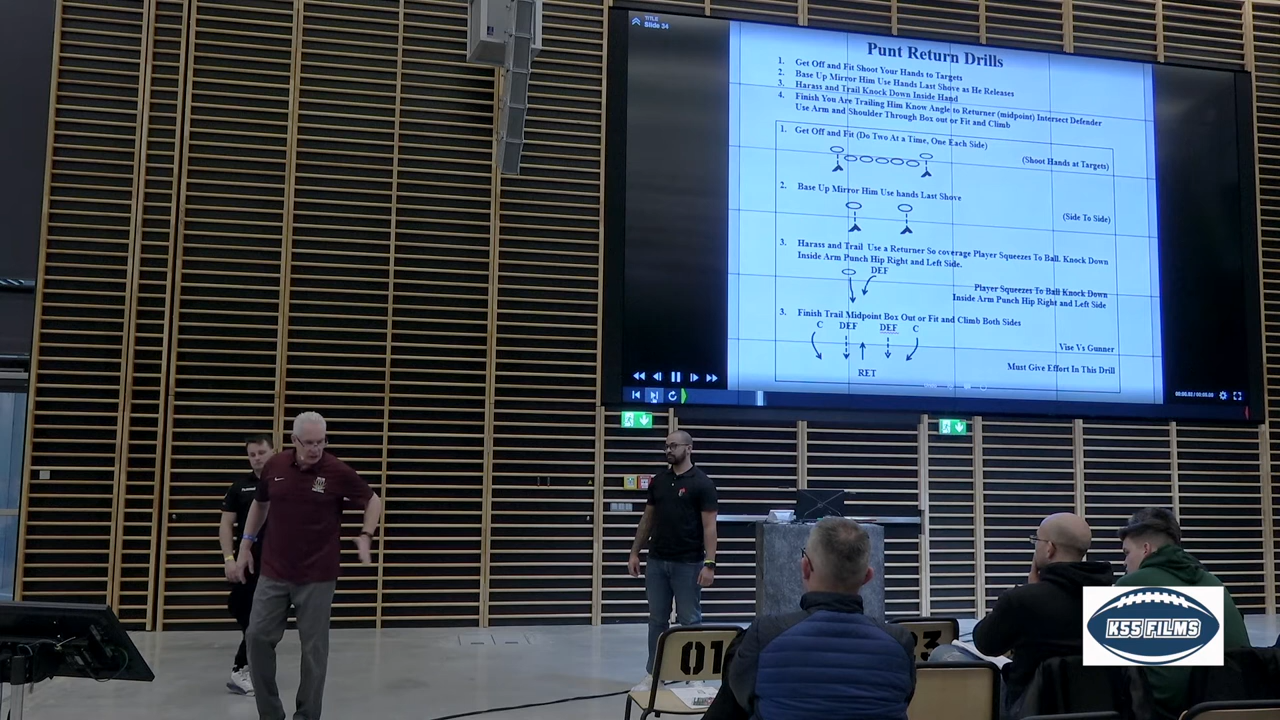 TITLE
Slide 34
Punt Return Drills
1. Get Off and Fit Shoot Your Hands to Targets
2. Base Up Mirror Him Use Hands Last Shove as He Releases
3. Harass and Trail Knock Down Inside Hand
4. Finish You Are Trailing Him Know Angle to Returner (midpoint) Intersect Defender
Use Arm and Shoulder Through Box out or Fit and Climb
1. Get Off and Fit (Do Two At a Time, One Each Side)
(Shoot Hands at Targets)
2. Base Up Mirror Him Use hands Last Shove
(Side To Side)
3. Harass and Trail Use a Returner So coverage Player Squeezes To Ball. Knock Down
Inside Arm Punch Hip Right and Left Side.
DEF
Player Squeezes To Ball Knock Down
Inside Arm Punch Hip Right and Left Side
3. Finish Trail Midpoint Box Out or Fit and Climb Both Sides
C DEF DEF C
Vise Vs Gunner
RET
Must Give Effort In This Drill
01
3
KSS FILMS